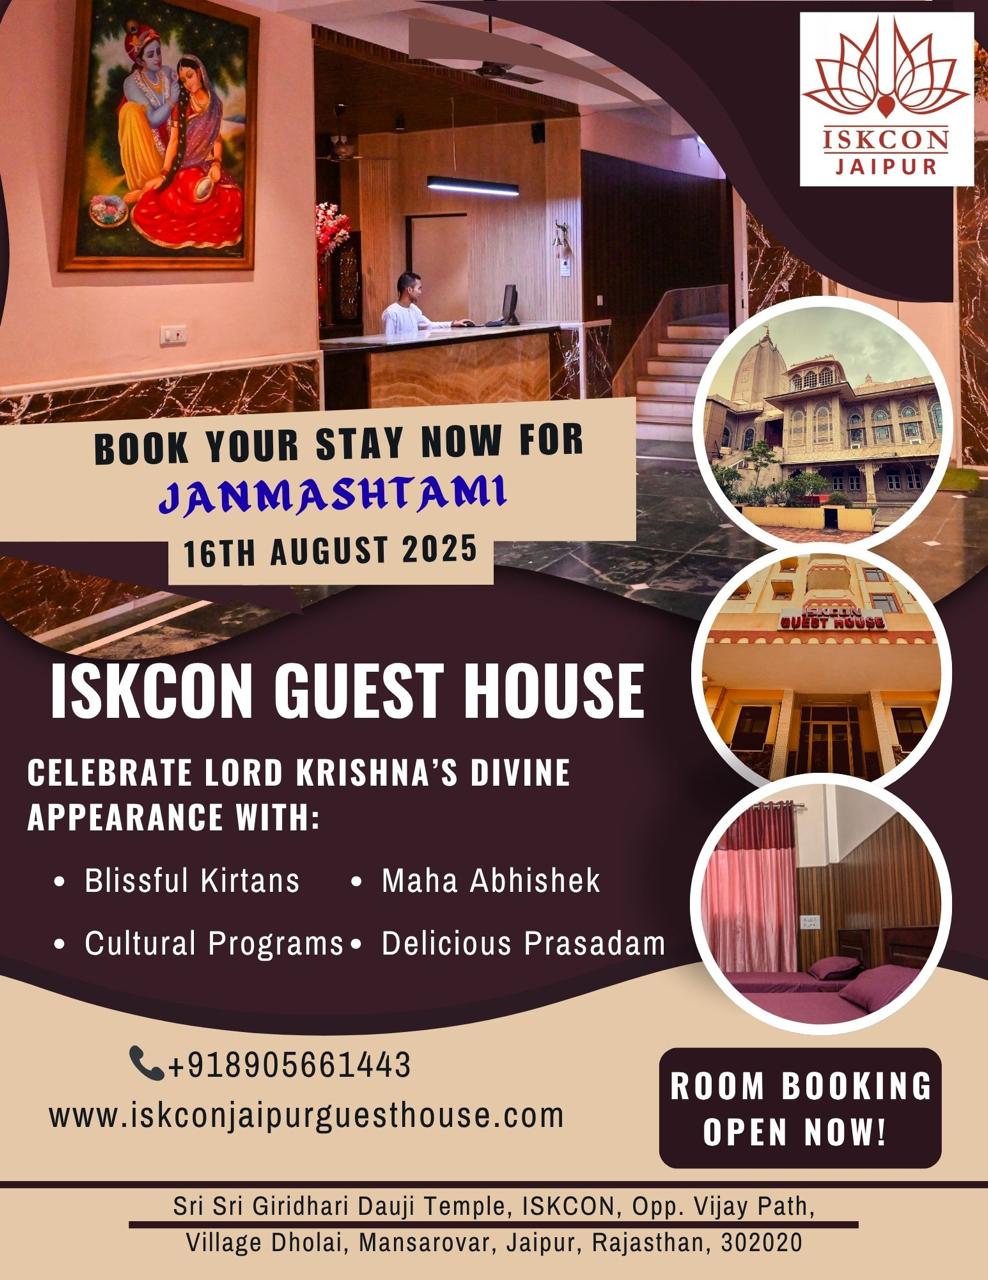 ISKCON
JAIPUR
BOOK YOUR STAY NOW FOR
JANMASHTAMI
16TH AUGUST 2025
ISKCON
GUEST HOUSE
ISKCON GUEST HOUSE
CELEBRATE LORD KRISHNA’S DIVINE
APPEARANCE WITH:
• Blissful Kirtans
• Maha Abhishek
• Cultural Programs
• Delicious Prasadam
+918905661443
www.iskconjaipurguesthouse.com
ROOM BOOKING
OPEN NOW!
Sri Sri Giridhari Dauji Temple, ISKCON, Opp. Vijay Path,
Village Dholai, Mansarovar, Jaipur, Rajasthan, 302020